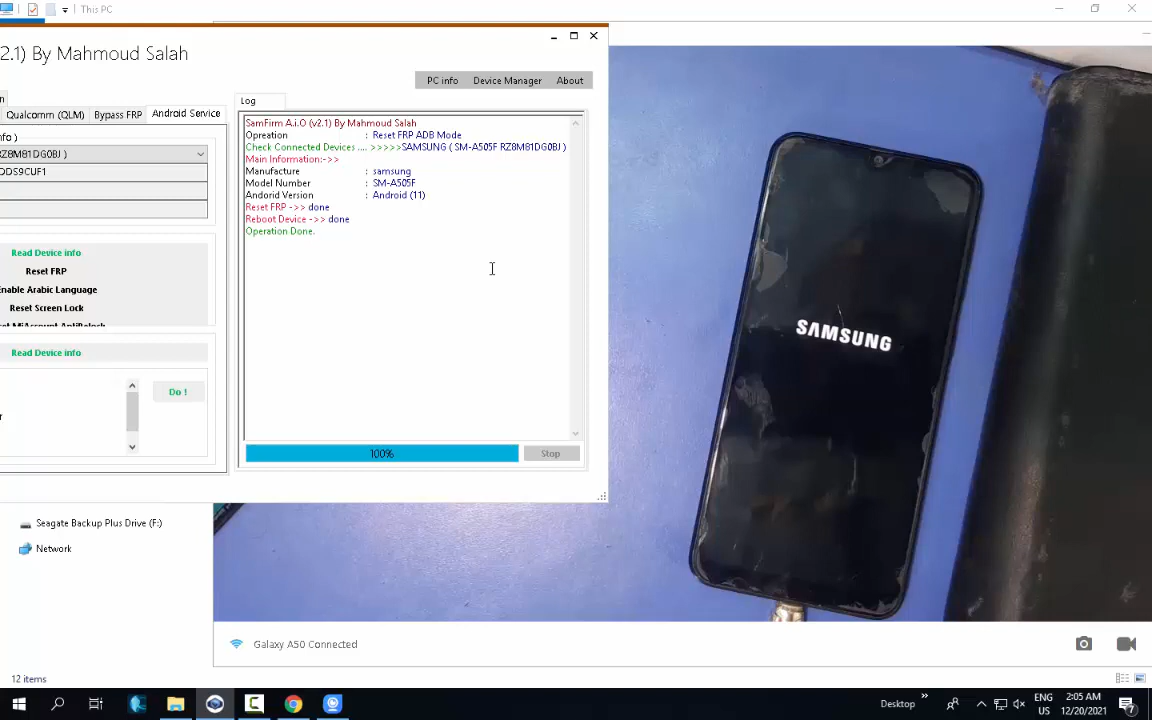 This PC
2.1) By Mahmoud Salah
PC info Device Manager About
n
Qualcomm (QLM) Bypass FRP Android Service
Log
nfo )
RZ8M81DG0BJ )
DDS9CUF1
SamFirm A.i.O (v2.1) By Mahmoud Salah
Opreation : Reset FRP ADB Mode
Check Connected Devices .... >>>>>SAMSUNG ( SM-A505F RZ8M81DG0BJ )
Main Information:->>
Manufacture : samsung
Model Number : SM-A505F
Andorid Version : Android (11)
Reset FRP ->> done
Reboot Device ->> done
Operation Done.
Read Device info
Reset FRP
Enable Arabic Language
Reset Screen Lock
Read Device info
Do !
r
100%
Stop
SAMSUNG
Seagate Backup Plus Drive (F:)
Network
Galaxy A50 Connected
12 items
Desktop
»
ENG
US
2:05 AM
12/20/2021
7